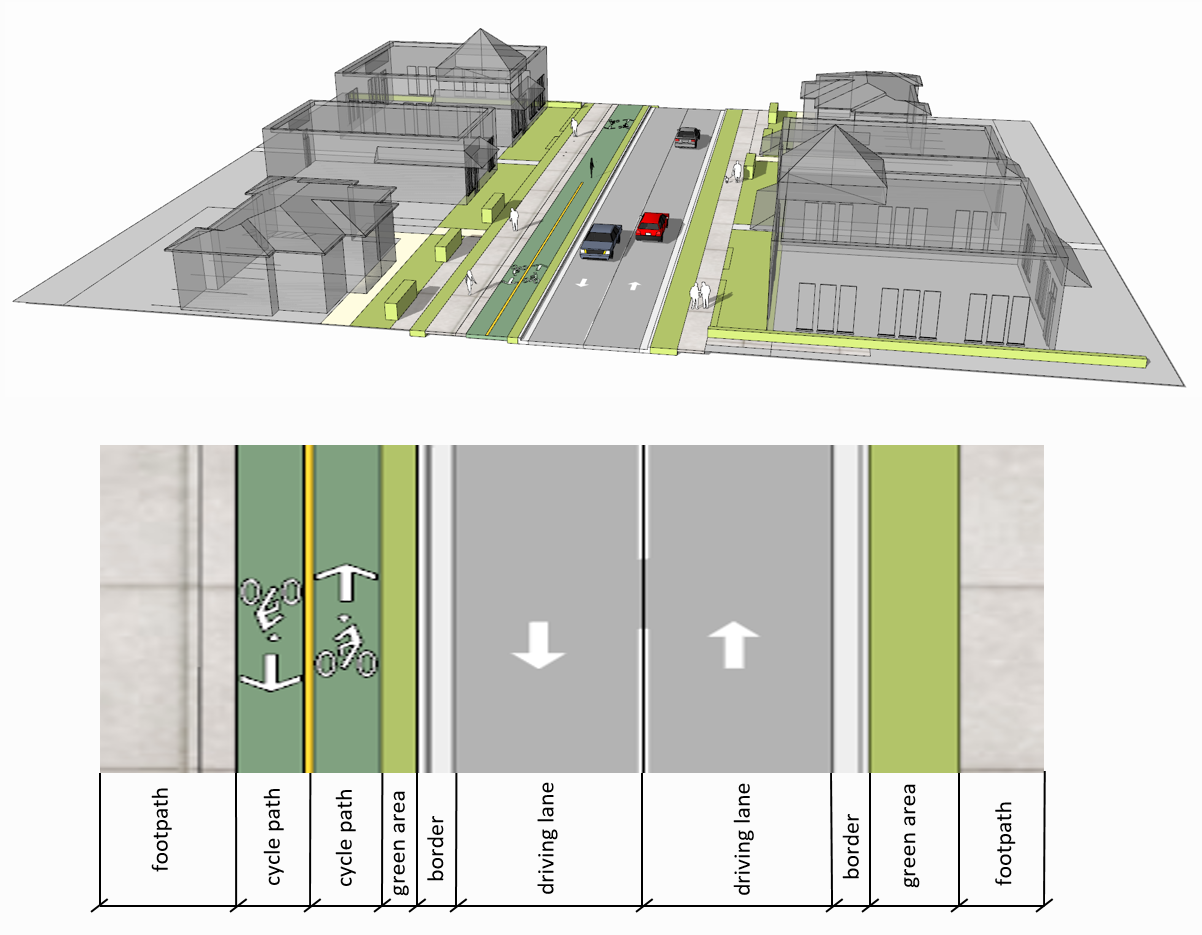 footpath
cycle path
cycle path
green area
border
driving lane
driving lane
border
green area
footpath